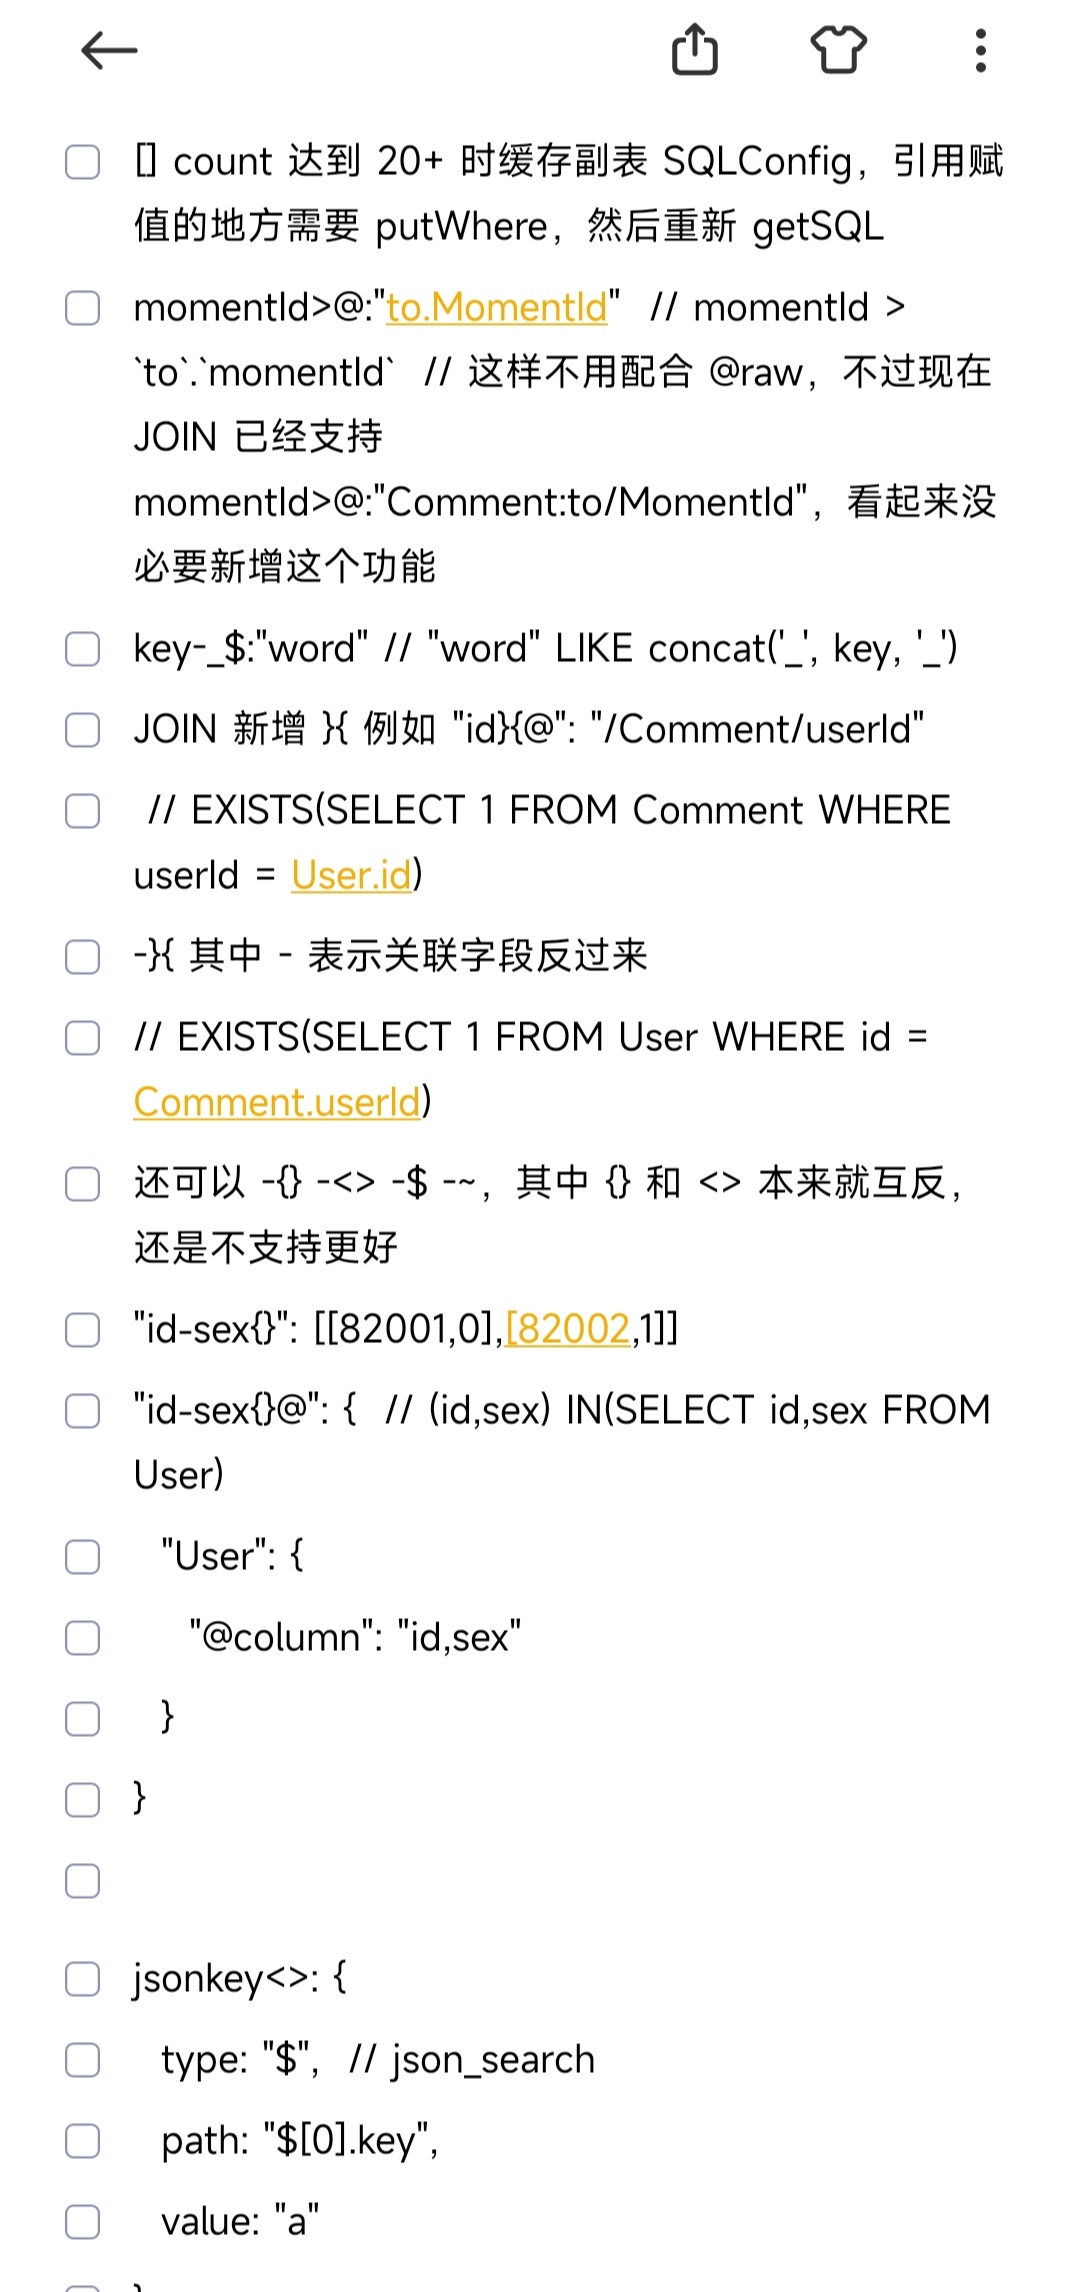 [] count 达到 20+ 时缓存副表 SQLConfig，引用赋
值的地方需要 putWhere，然后重新 getSQL
momentId>@:"to.MomentId"  // momentId >
`to`.`momentId`  // 这样不用配合 @raw，不过现在
JOIN 已经支持
momentId>@:"Comment:to/MomentId"，看起来没
必要新增这个功能
key-_$:"word" // "word" LIKE concat('_', key, '_')
JOIN 新增 }{ 例如 "id}{@": "/Comment/userId"
// EXISTS(SELECT 1 FROM Comment WHERE
userId = User.id)
-}{ 其中 - 表示关联字段反过来
// EXISTS(SELECT 1 FROM User WHERE id =
Comment.userId)
还可以 -{} -<> -$ -~，其中 {} 和 <> 本来就互反，
还是不支持更好
"id-sex{}": [[82001,0],[82002,1]]
"id-sex{}@": {  // (id,sex) IN(SELECT id,sex FROM
User)
"User": {
"@column": "id,sex"
}
}
jsonkey<>: {
type: "$",  // json_search
path: "$[0].key",
value: "a"